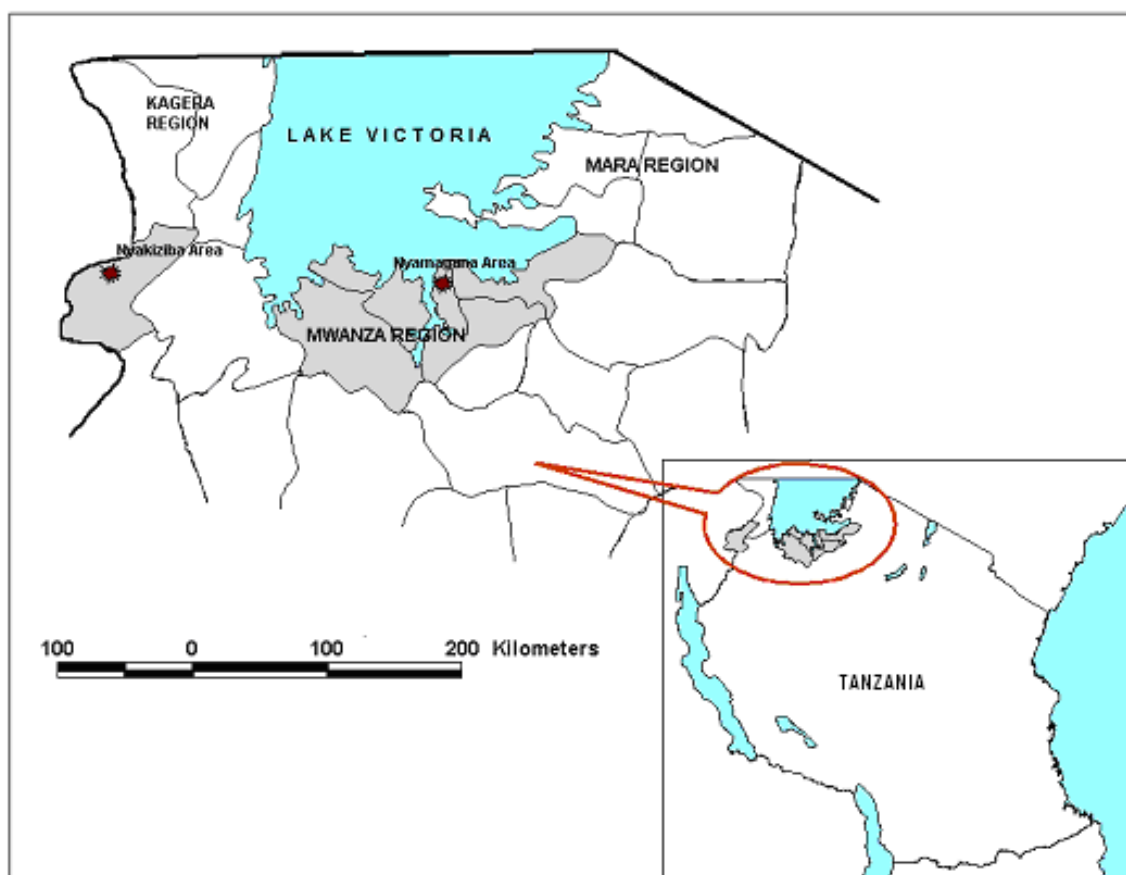 KAGERA
REGION
LAKE VICTORIA
MARA REGION
Nyakiziba Area
Nyamagana Area
MWANZA REGION
100 0 100 200 Kilometers
TANZANIA